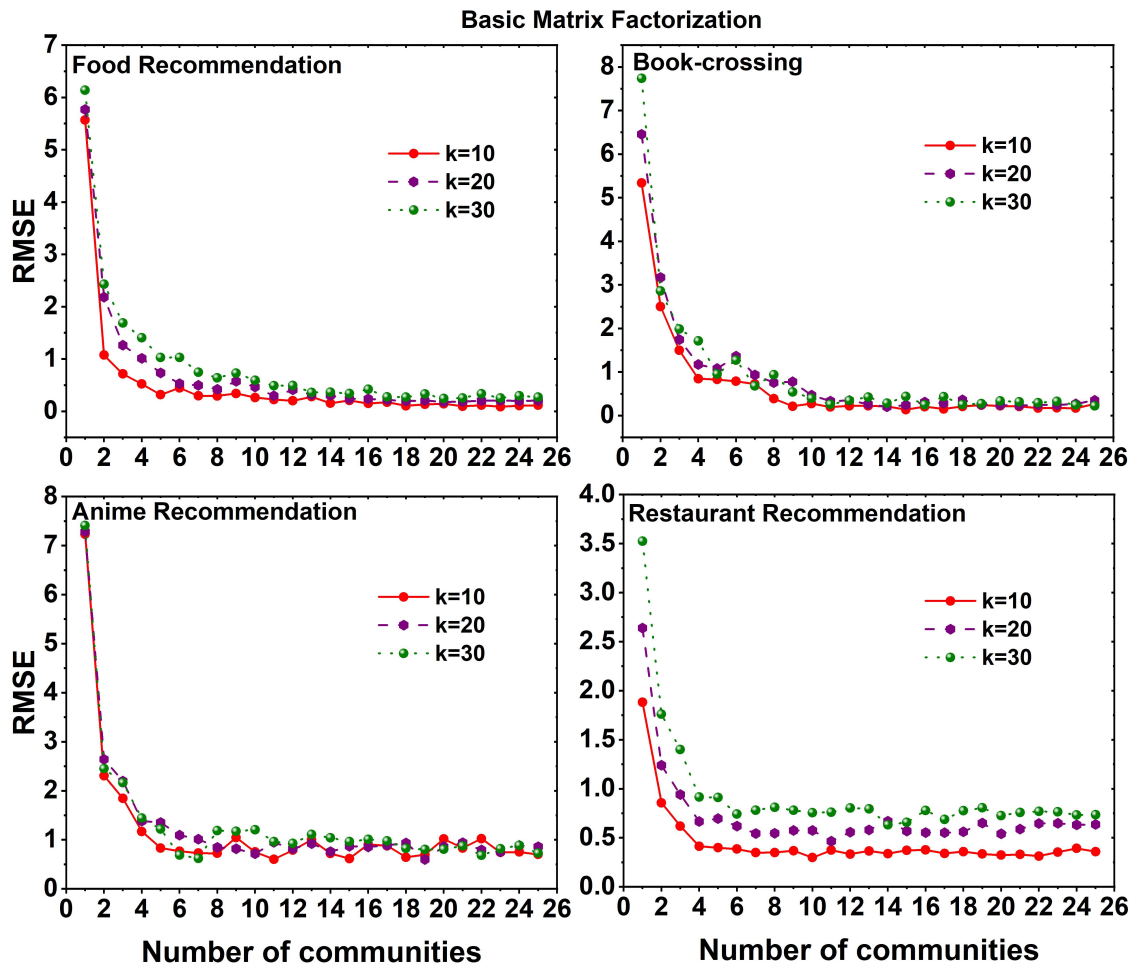 Basic Matrix Factorization
Food Recommendation
7
6
5
4
3
2
1
0
RMSE
k=10
k=20
k=30
0 2 4 6 8 10 12 14 16 18 20 22 24 26
Book-crossing
8
7
6
5
4
3
2
1
0
k=10
k=20
k=30
0 2 4 6 8 10 12 14 16 18 20 22 24 26
Anime Recommendation
8
7
6
5
4
3
2
1
0
RMSE
k=10
k=20
k=30
0 2 4 6 8 10 12 14 16 18 20 22 24 26
Number of communities
Restaurant Recommendation
4.0
3.5
3.0
2.5
2.0
1.5
1.0
0.5
0.0
k=10
k=20
k=30
0 2 4 6 8 10 12 14 16 18 20 22 24 26
Number of communities